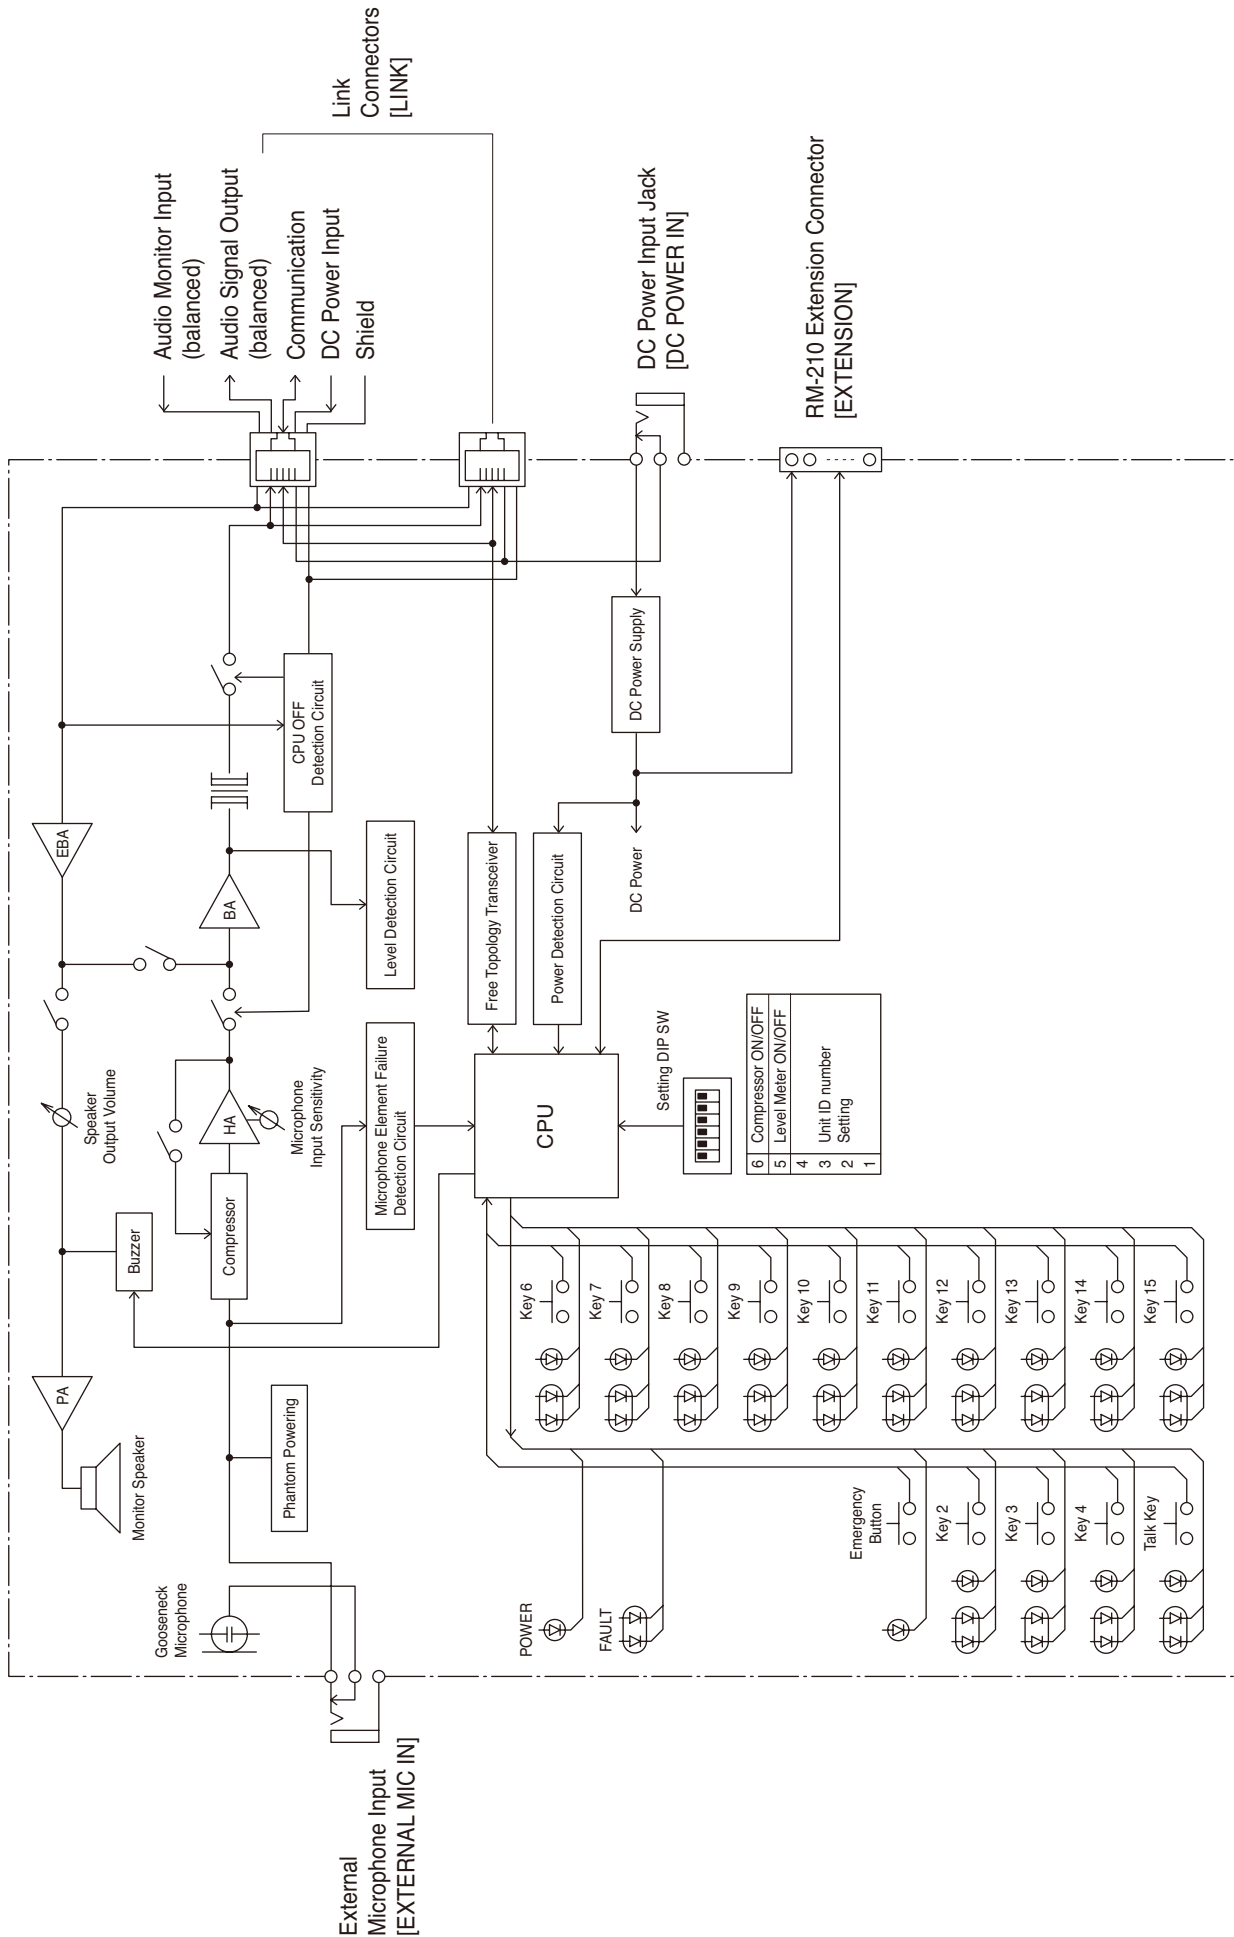 Monitor Speaker
PA
Buzzer
Speaker
Output Volume
EBA
Audio Monitor Input
(balanced)
Audio Signal Output
(balanced)
Communication
DC Power Input
Shield
Link
Connectors
[LINK]
Gooseneck
Microphone
Phantom Powering
Compressor
HA
Microphone
Input Sensitivity
BA
CPU OFF
Detection Circuit
Level Detection Circuit
Microphone Element Failure
Detection Circuit
External
Microphone Input
[EXTERNAL MIC IN]
CPU
Free Topology Transceiver
Power Detection Circuit
DC Power
DC Power Supply
DC Power Input Jack
[DC POWER IN]
RM-210 Extension Connector
[EXTENSION]
Setting DIP SW
6 Compressor ON/OFF
5 Level Meter ON/OFF
4
3 Unit ID number
2 Setting
1
POWER
FAULT
Emergency
Button
Key 2
Key 3
Key 4
Talk Key
Key 6
Key 7
Key 8
Key 9
Key 10
Key 11
Key 12
Key 13
Key 14
Key 15